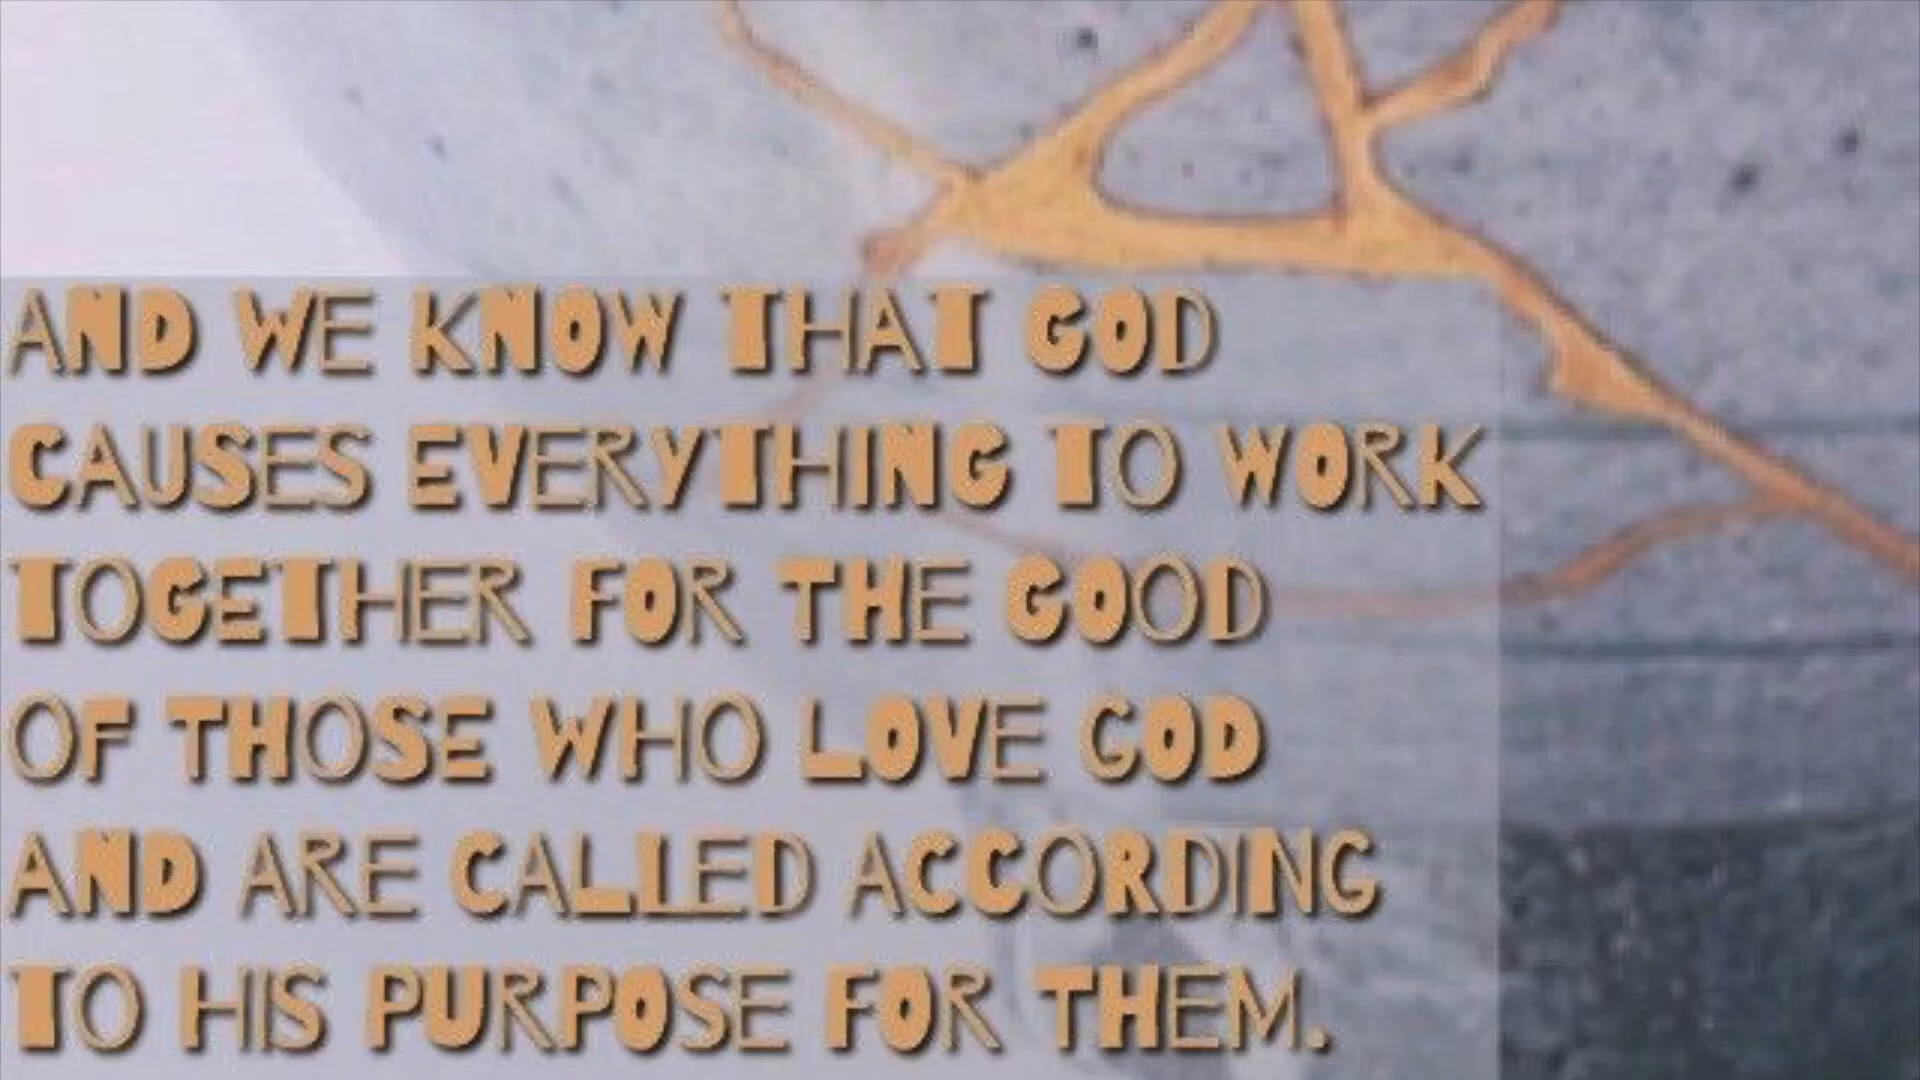 AND WE KNOW THAT GOD
CAUSES EVERYTHING TO WORK
TOGETHER FOR THE GOOD
OF THOSE WHO LOVE GOD
AND ARE CALLED ACCORDING
TO HIS PURPOSE FOR THEM.